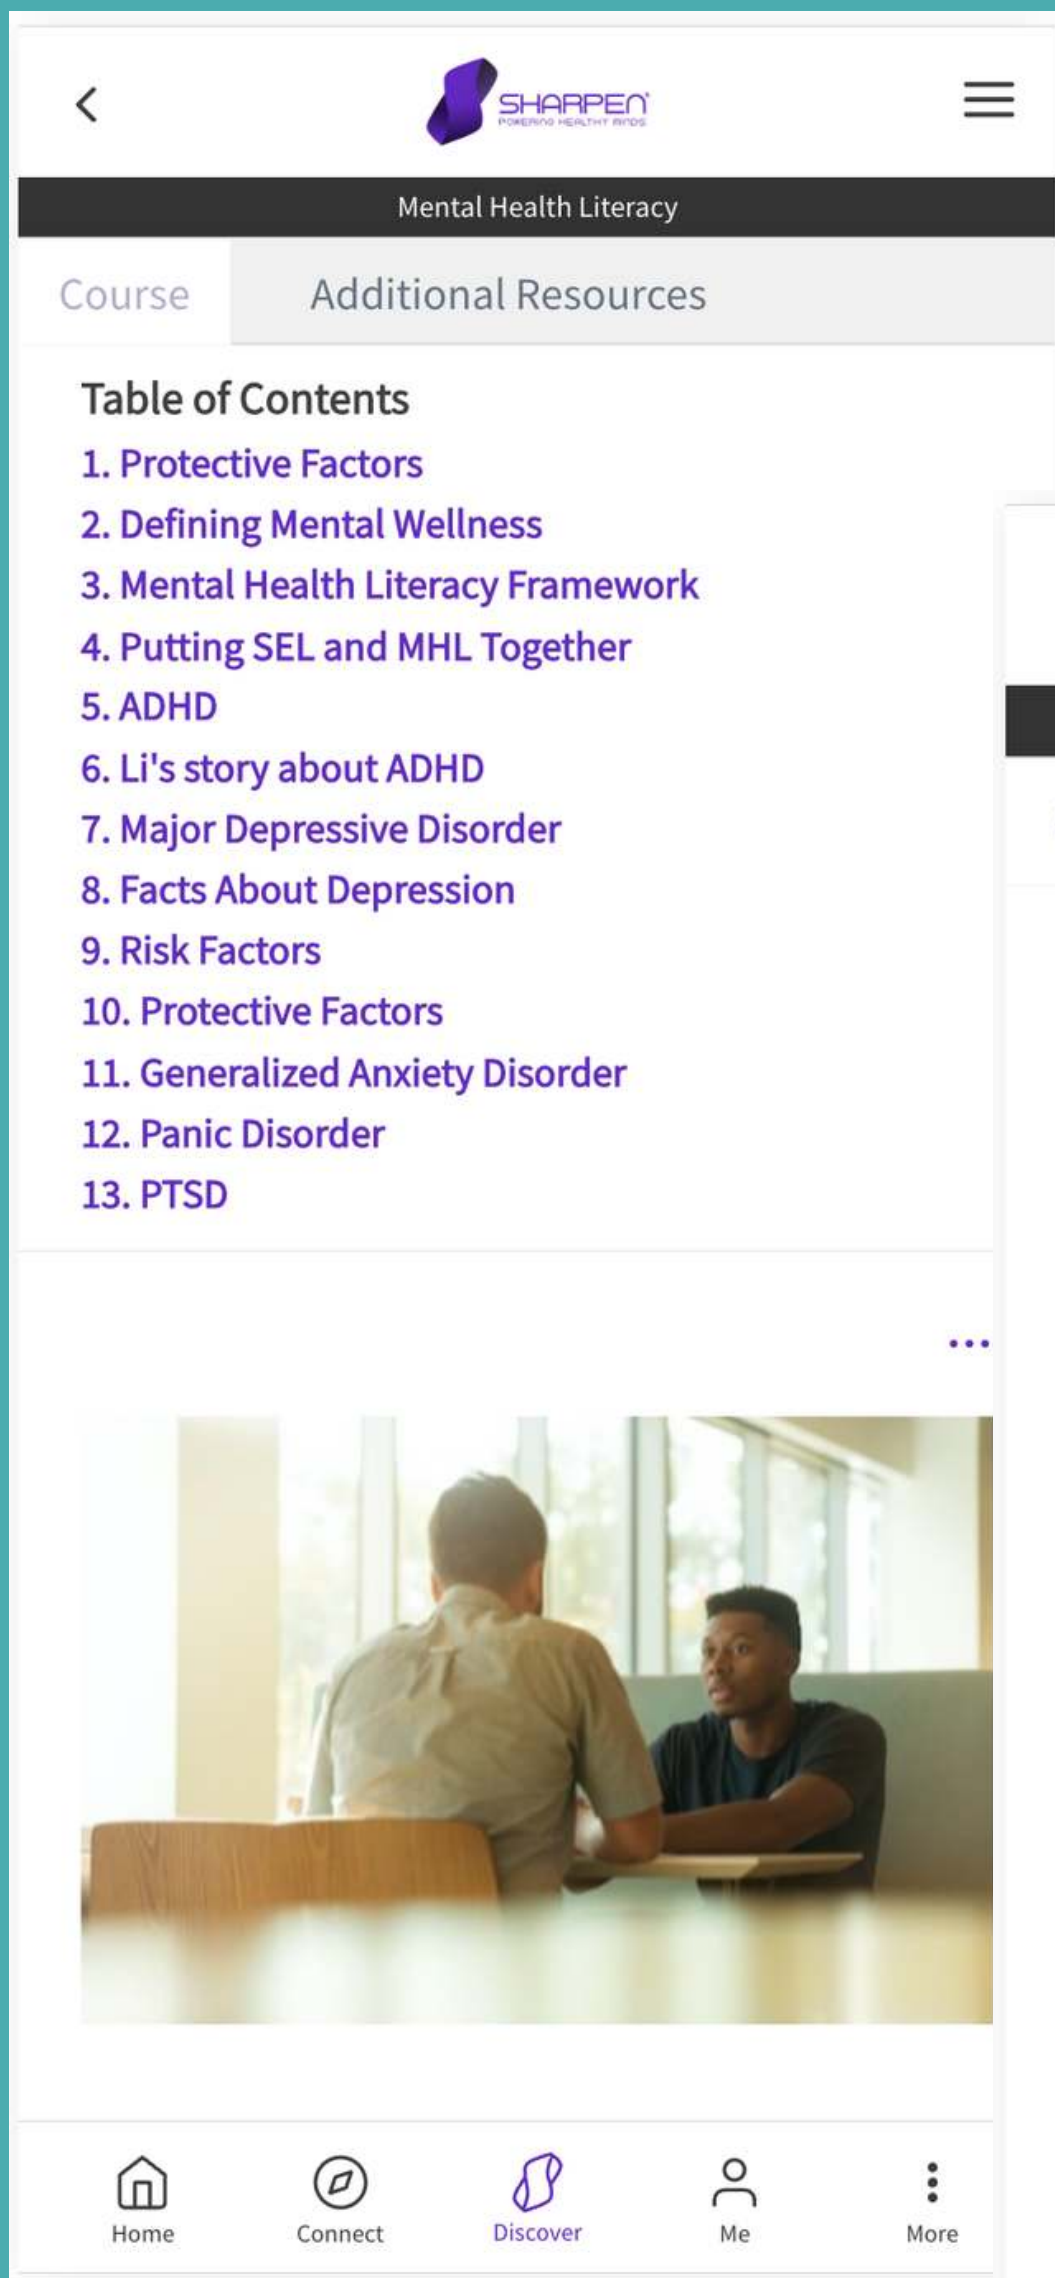 SHARPEN
POWERING HEALTHY MINDS
Mental Health Literacy
Course
Additional Resources
Table of Contents
1. Protective Factors
2. Defining Mental Wellness
3. Mental Health Literacy Framework
4. Putting SEL and MHL Together
5. ADHD
6. Li's story about ADHD
7. Major Depressive Disorder
8. Facts About Depression
9. Risk Factors
10. Protective Factors
11. Generalized Anxiety Disorder
12. Panic Disorder
13. PTSD
Home
Connect
Discover
Me
More